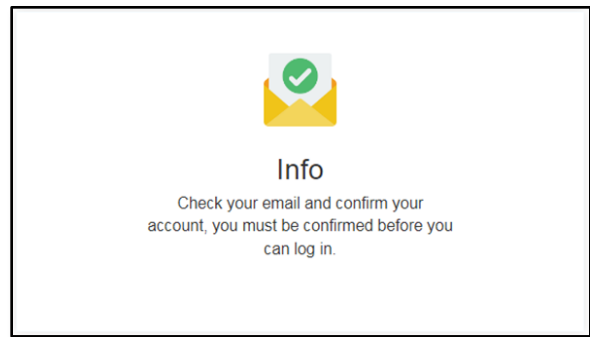 Info
Check your email and confirm your
account, you must be confirmed before you
can log in.